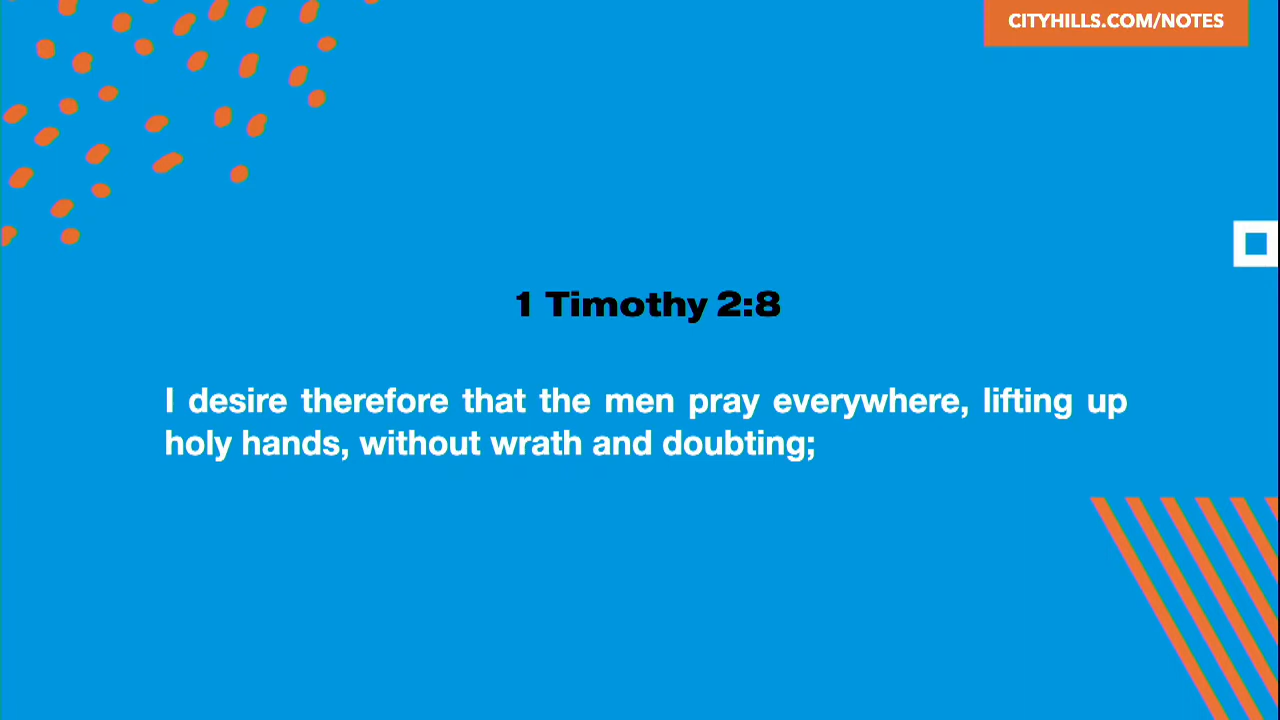 CITYHILLS.COM/NOTES
1 Timothy 2:8
I desire therefore that the men pray everywhere, lifting up
holy hands, without wrath and doubting;